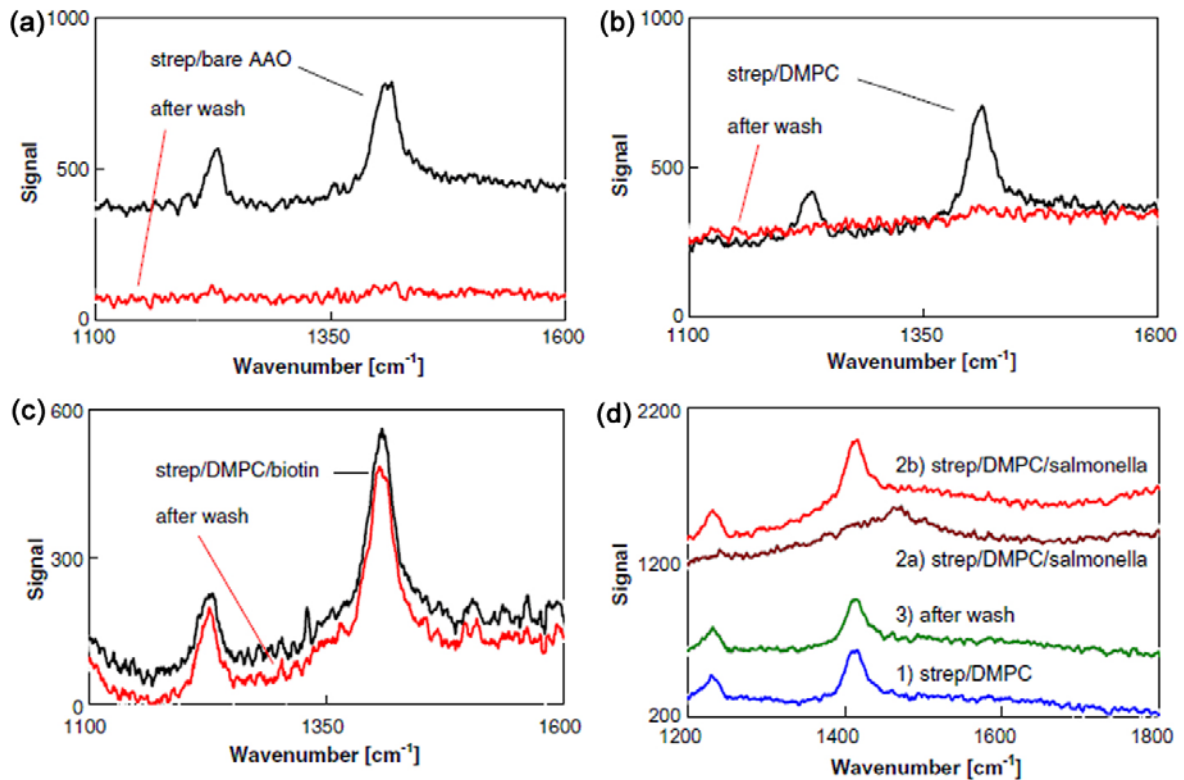 (a)
1000
strep/bare AAO
after wash
500
Signal
0
1100
1350
1600
Wavenumber [cm⁻¹]
(b)
1000
strep/DMPC
after wash
500
Signal
0
1100
1350
1600
Wavenumber [cm⁻¹]
(c)
600
strep/DMPC/biotin
after wash
300
Signal
0
1100
1350
1600
Wavenumber [cm⁻¹]
(d)
2200
2b) strep/DMPC/salmonella
1200
2a) strep/DMPC/salmonella
Signal
3) after wash
1) strep/DMPC
200
1200
1400
1600
1800
Wavenumber [cm⁻¹]